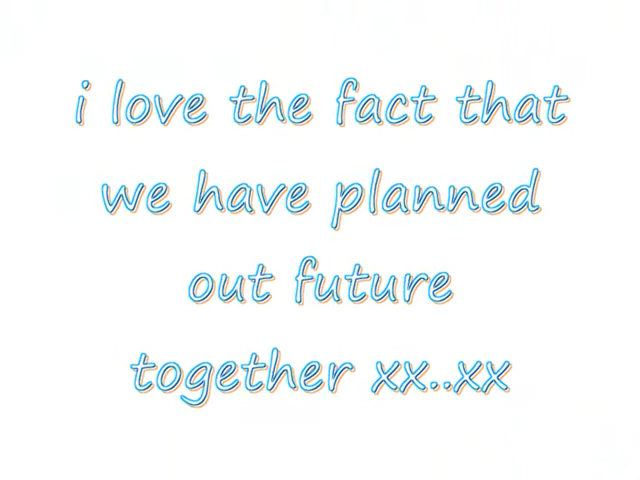 i love the fact that
we have planned
out future
together xx..xx